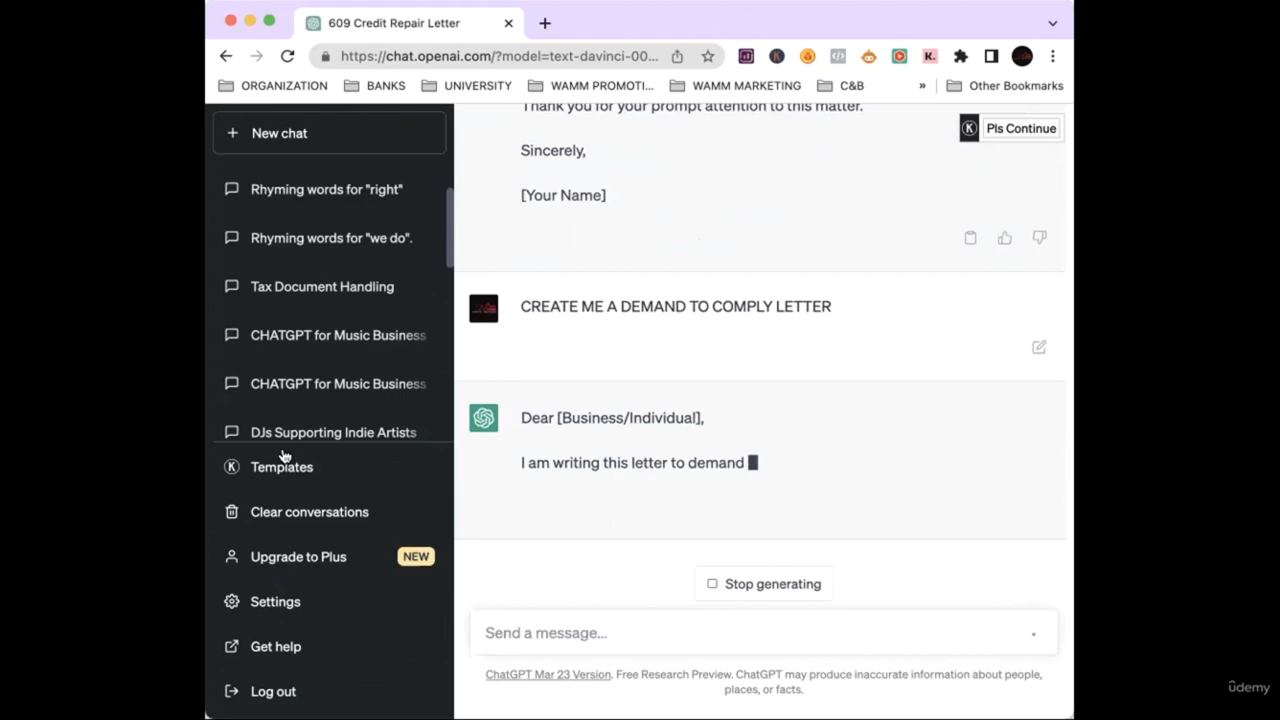 609 Credit Repair Letter
https://chat.openai.com/?model=text-davinci-00...
K.
ORGANIZATION
BANKS
UNIVERSITY
WAMM PROMOTI...
WAMM MARKETING
C&B
»
Other Bookmarks
New chat
Rhyming words for "right"
Rhyming words for "we do".
Tax Document Handling
CHATGPT for Music Business
CHATGPT for Music Business
DJs Supporting Indie Artists
K Templates
Clear conversations
Upgrade to Plus NEW
Settings
Get help
Log out
Thank you for your prompt attention to this matter.
K Pls Continue
Sincerely,
[Your Name]
CREATE ME A DEMAND TO COMPLY LETTER
Dear [Business/Individual],
I am writing this letter to demand
Stop generating
Send a message...
ChatGPT Mar 23 Version. Free Research Preview. ChatGPT may produce inaccurate information about people,
places, or facts.
ûdemy